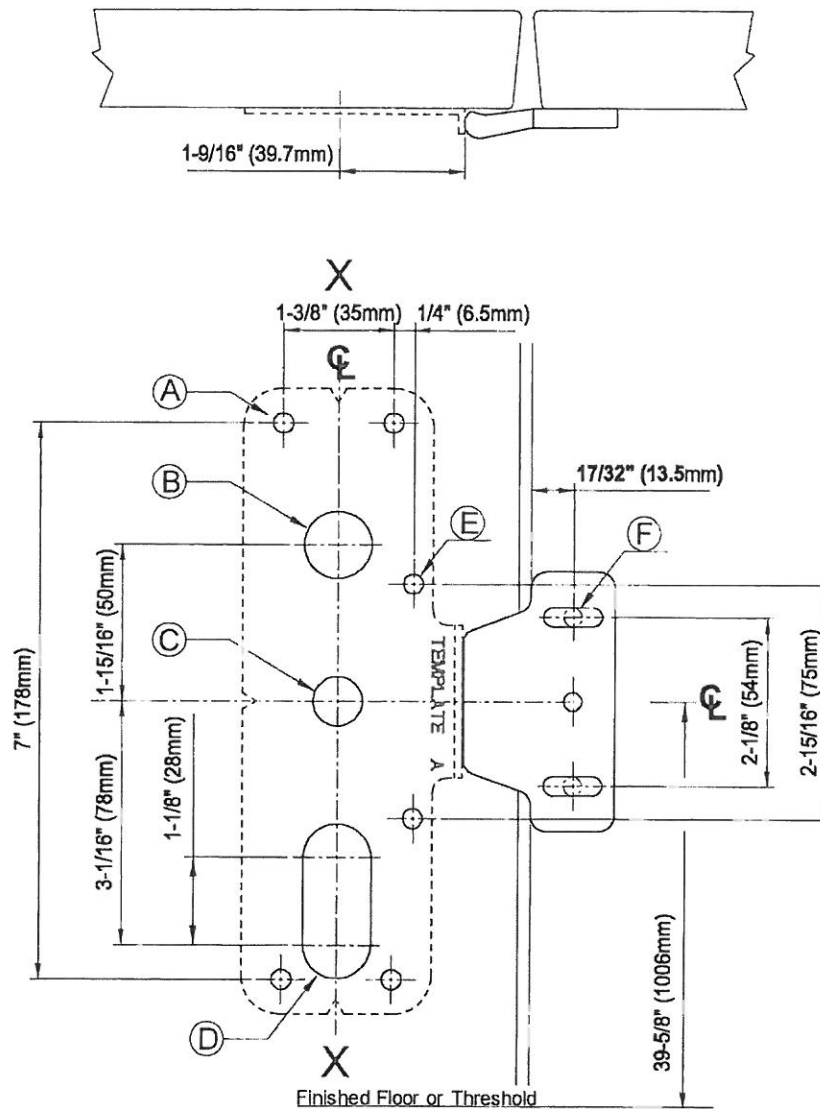 1-9/16" (39.7mm)
X
1-3/8" (35mm)
1/4" (6.5mm)
CL
A
17/32" (13.5mm)
B
E
F
1-15/16" (50mm)
C
7" (178mm)
TEMPLATE A
2-1/8" (54mm)
2-15/16" (75mm)
CL
1-1/8" (28mm)
3-1/16" (78mm)
39-5/8" (1006mm)
D
X
Finished Floor or Threshold